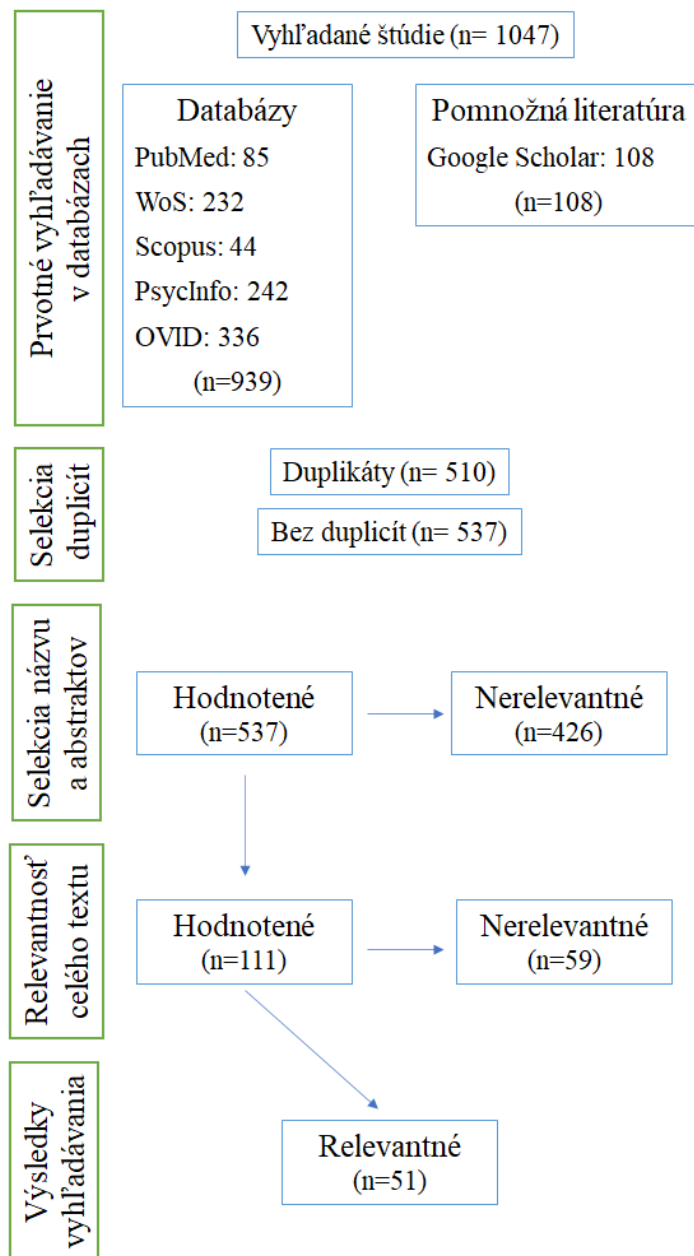 Vyhľadané štúdie (n= 1047)
Prvotné vyhľadávanie
v databázach
Databázy
PubMed: 85
WoS: 232
Scopus: 44
PsycInfo: 242
OVID: 336
(n=939)
Pomnožná literatúra
Google Scholar: 108
(n=108)
Selekcia
duplicít
Duplikáty (n= 510)
Bez duplicít (n= 537)
Selekcia názvu
a abstraktov
Hodnotené
(n=537)
Nerelevantné
(n=426)
Relevantnosť
celého textu
Hodnotené
(n=111)
Nerelevantné
(n=59)
Výsledky
vyhľadávania
Relevantné
(n=51)